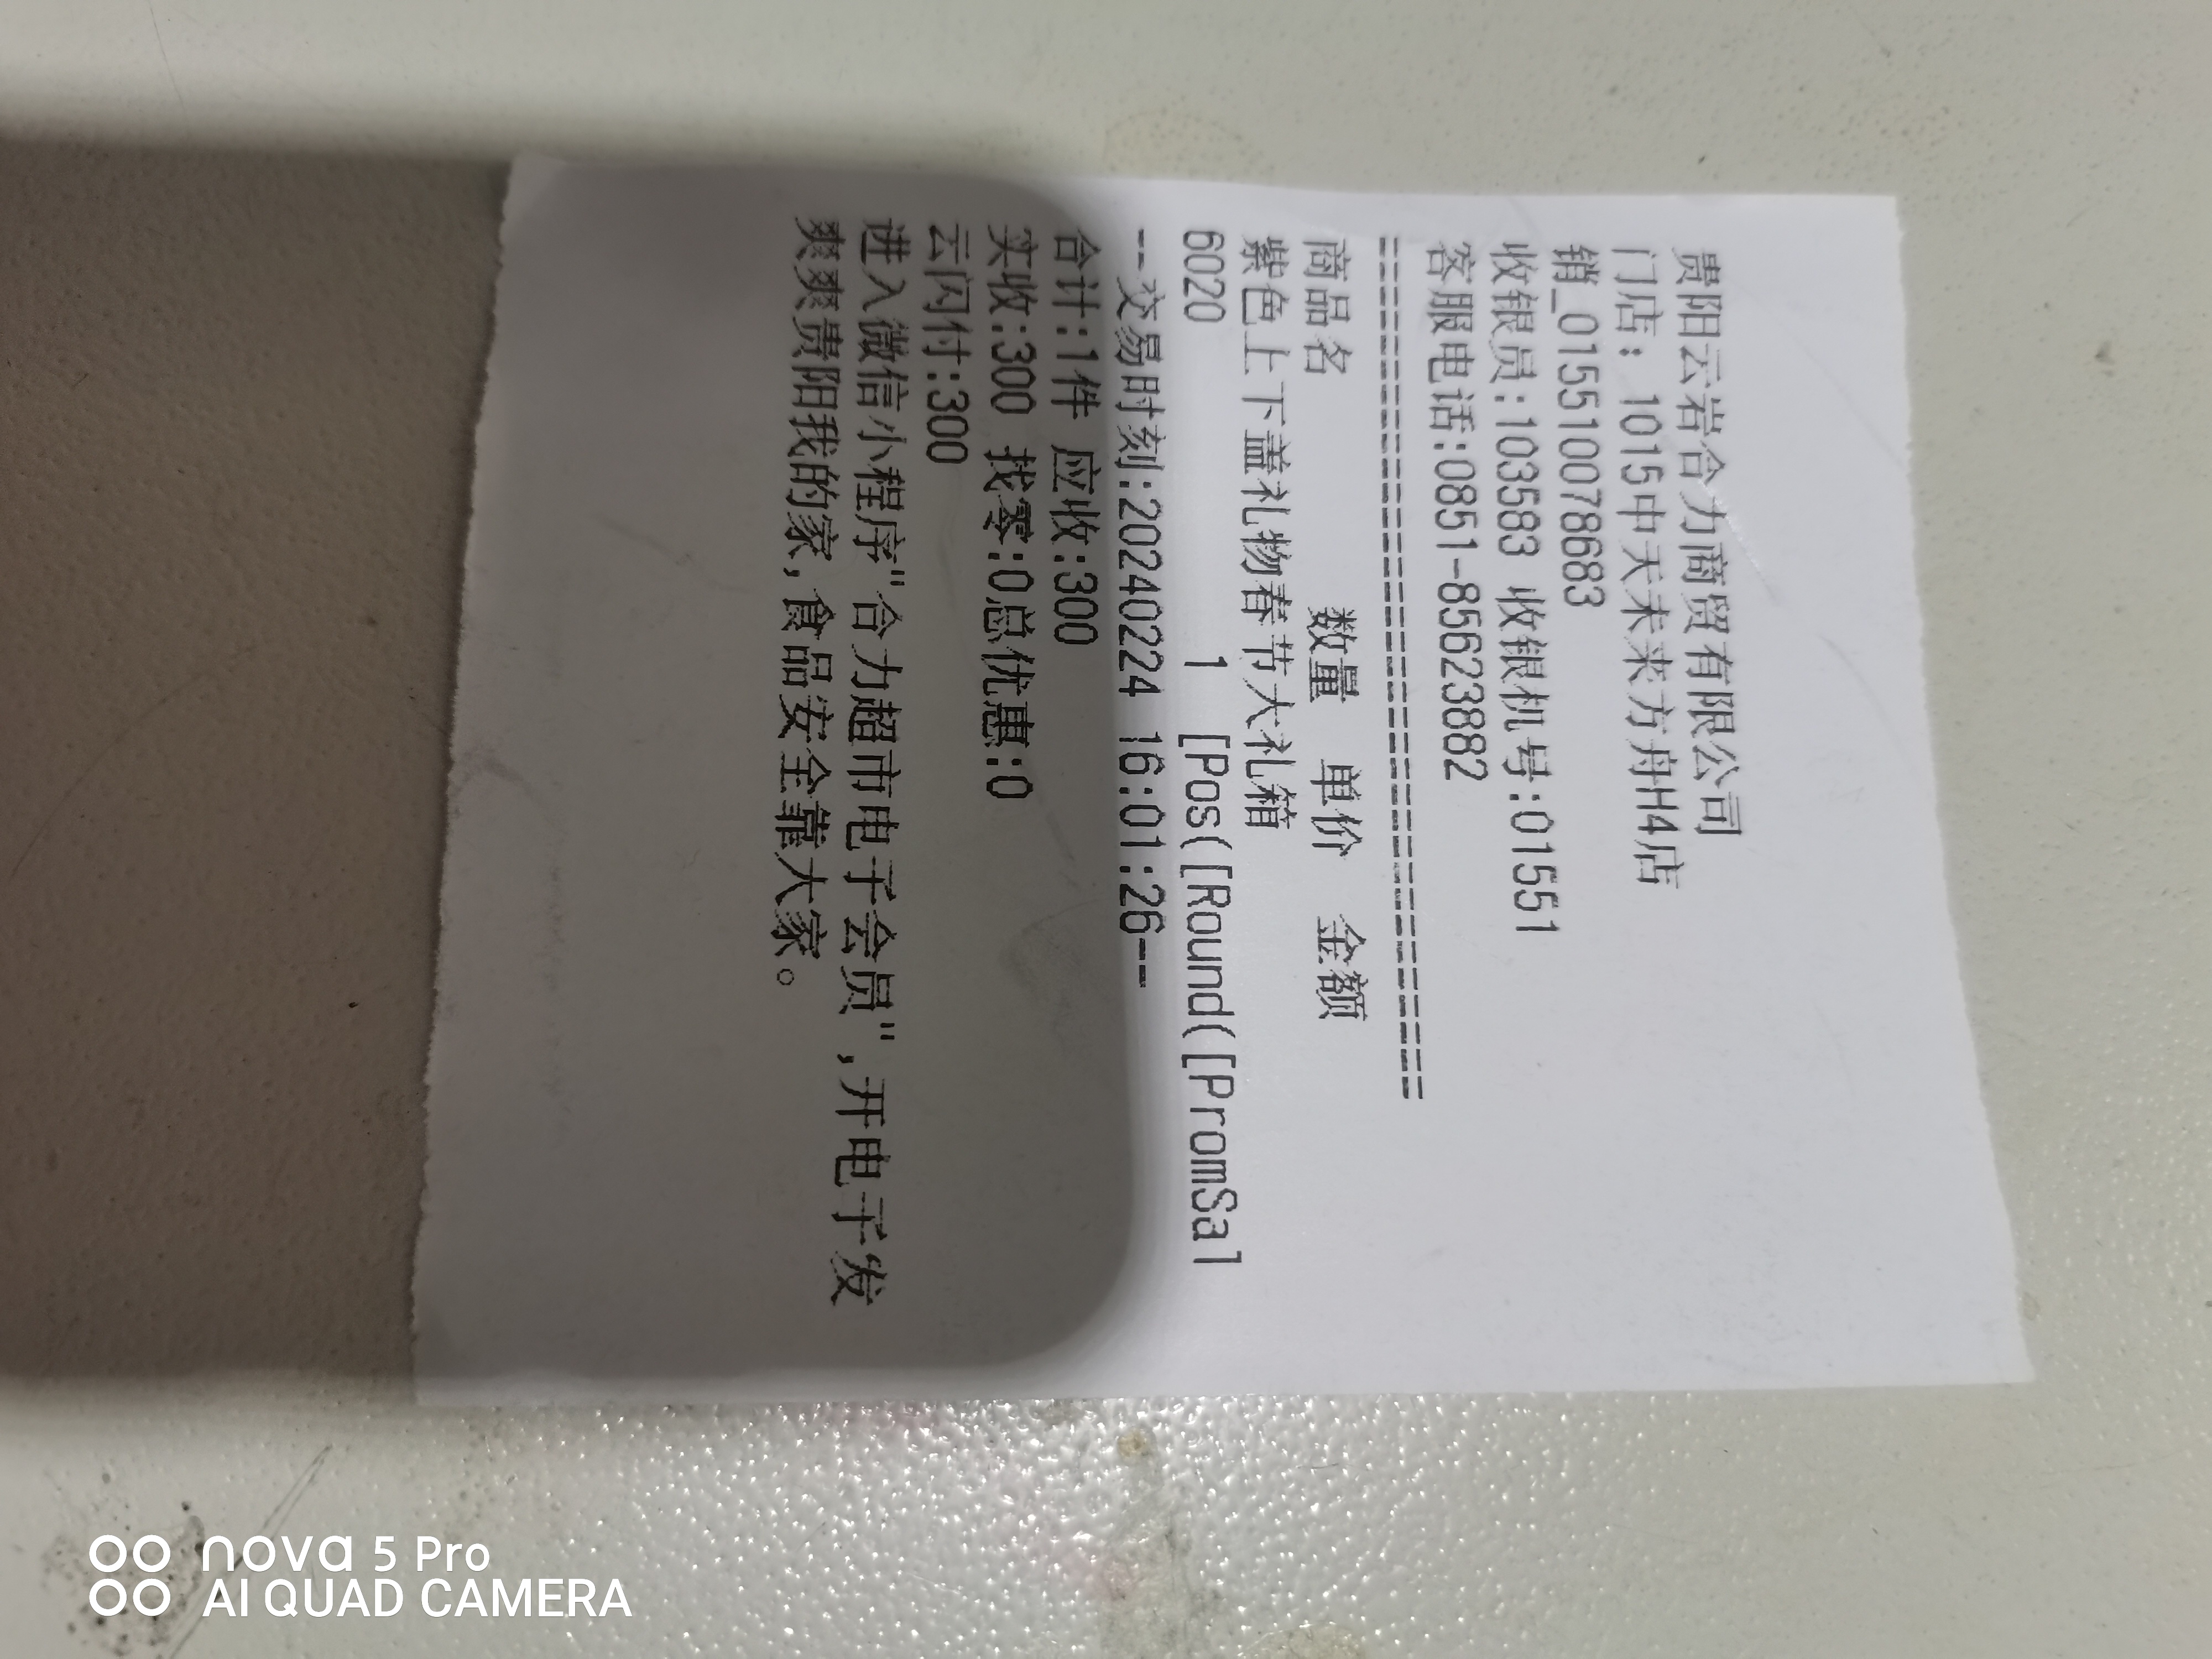 贵阳云岩合力商贸有限公司
门店: 1015中天未来方舟H4店
销_0155100786683
收银员:103583 收银机号:01551
客服电话:0851-85623882
======================================
商品名 数量 单价 金额
紫色上下盖礼物春节大礼箱
6020 1 [Pos([Round([PromSal
--交易时刻:20240224 16:01:26--
合计:1件 应收:300
实收:300 找零:0总优惠:0
云闪付:300
进入微信小程序"合力超市电子会员",开电子发
爽爽贵阳我的家,食品安全靠大家。
nova 5 Pro
AI QUAD CAMERA